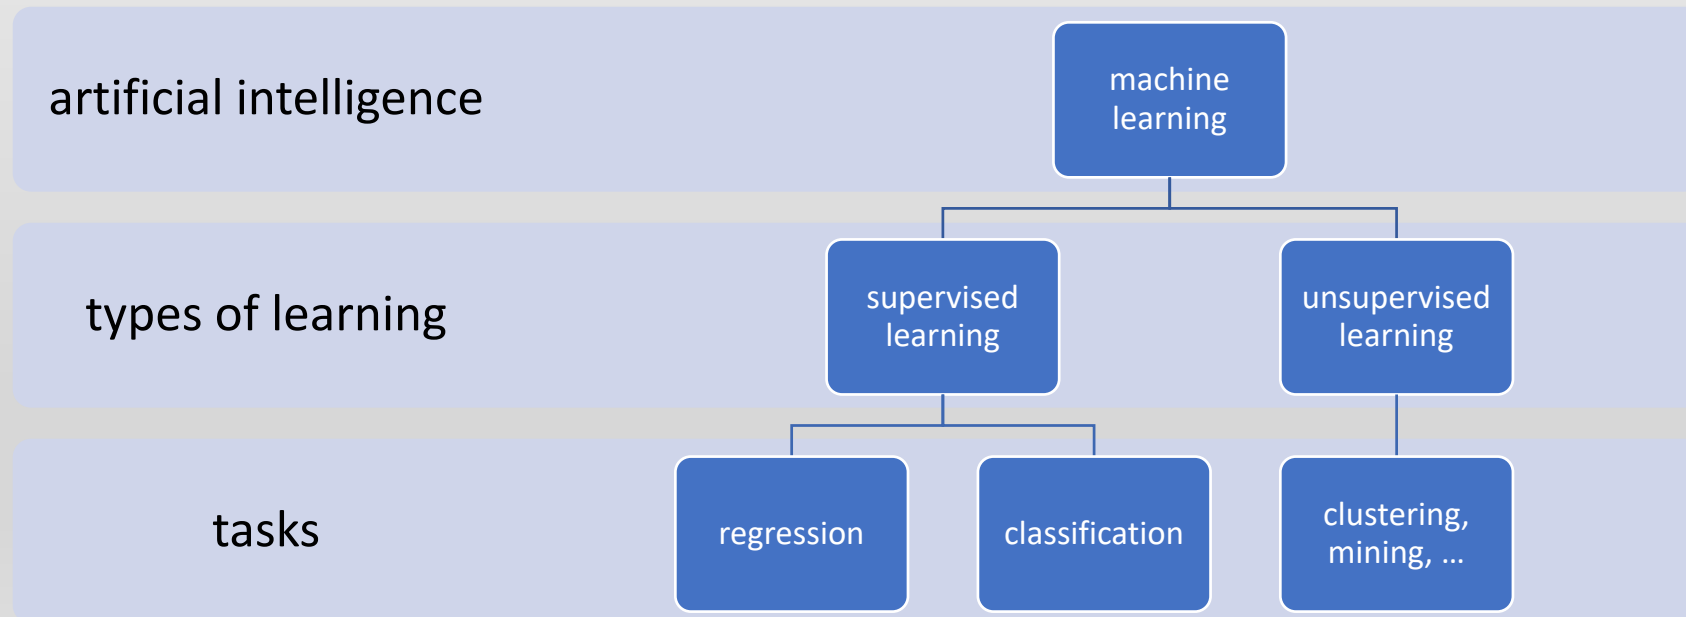 artificial intelligence
machine
learning
types of learning
supervised
learning
unsupervised
learning
tasks
regression
classification
clustering,
mining, ...